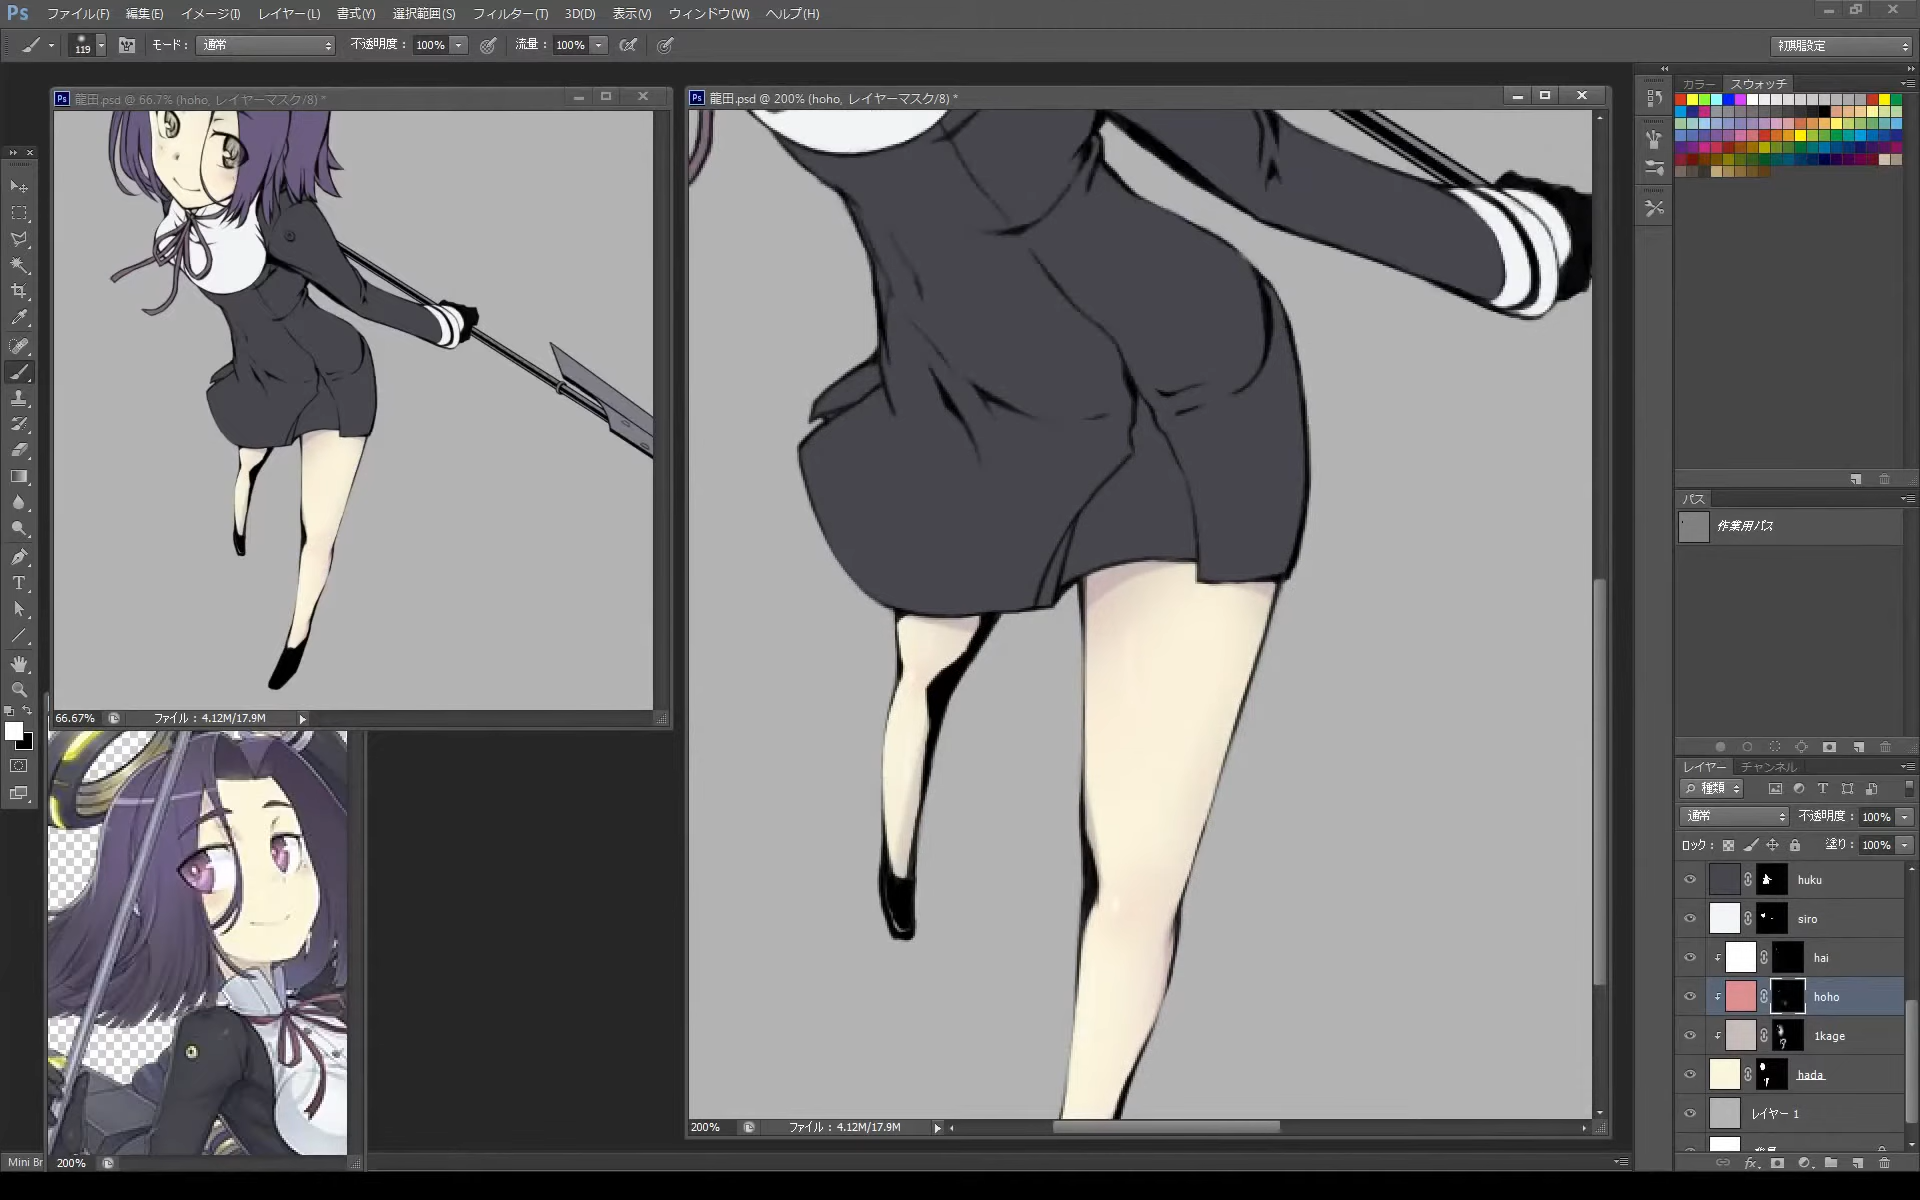 Ps ファイル(F) 編集(E) イメージ(I) レイヤー(L) 書式(Y) 選択範囲(S) フィルター(T) 3D(D) 表示(V) ウィンドウ(W) ヘルプ(H)
119 モード： 通常 不透明度： 100% 流量： 100% 初期設定
カラー スウォッチ
龍田.psd @ 66.7% (hoho, レイヤーマスク/8) *
龍田.psd @ 200% (hoho, レイヤーマスク/8) *
パス
作業用パス
66.67% ファイル：4.12M/17.9M
レイヤー チャンネル
種類
通常 不透明度： 100%
ロック： 塗り： 100%
huku
siro
hai
hoho
1kage
hada
レイヤー 1
背景
200% ファイル：4.12M/17.9M
Mini Br 200%